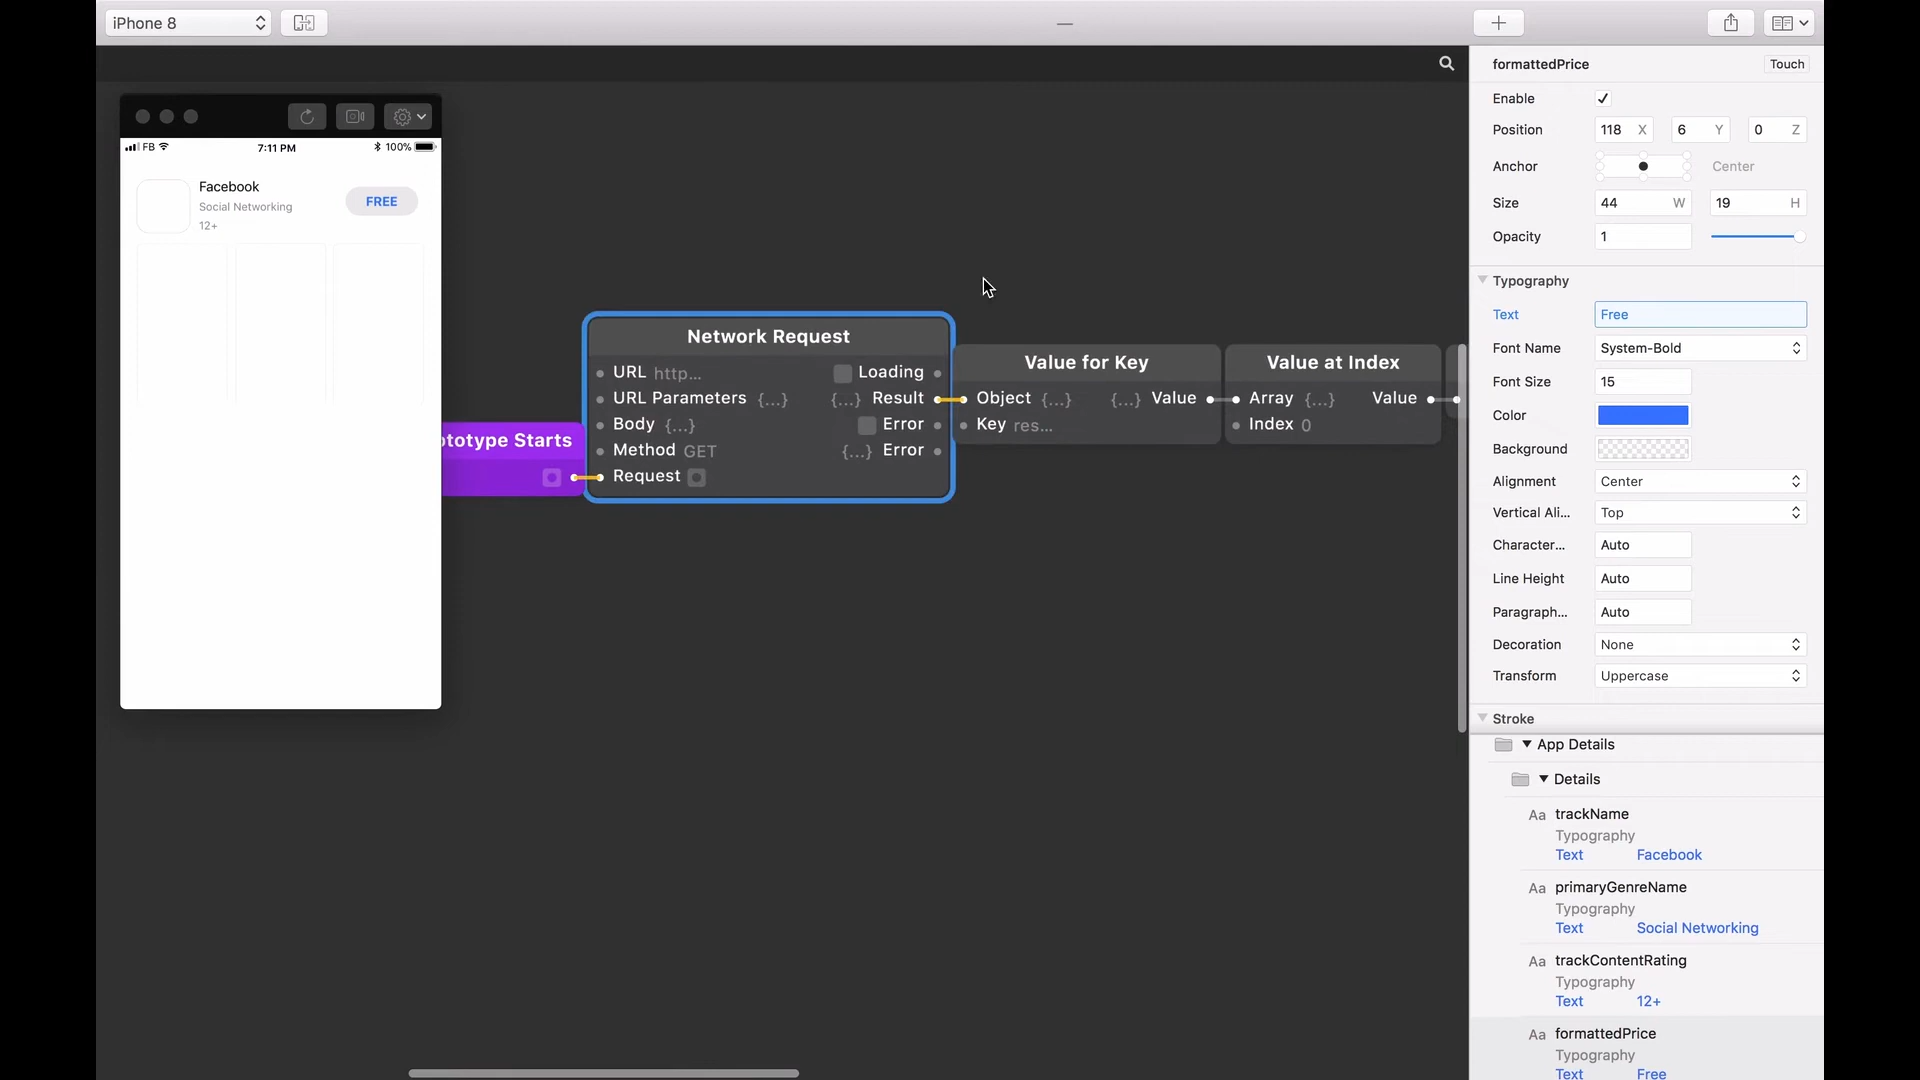 iPhone 8
FB
7:11 PM
100%
Facebook
Social Networking
12+
FREE
ototype Starts
Network Request
URL http...
URL Parameters {...}
Body {...}
Method GET
Request
Loading
{...} Result
Error
{...} Error
Value for Key
Object {...}
{...} Value
Key res...
Value at Index
Array {...}
Value
Index 0
formattedPrice
Touch
Enable
Position 118 X 6 Y 0 Z
Anchor Center
Size 44 W 19 H
Opacity 1
Typography
Text Free
Font Name System-Bold
Font Size 15
Color
Background
Alignment Center
Vertical Ali... Top
Character... Auto
Line Height Auto
Paragraph... Auto
Decoration None
Transform Uppercase
Stroke
App Details
Details
Aa trackName
Typography
Text Facebook
Aa primaryGenreName
Typography
Text Social Networking
Aa trackContentRating
Typography
Text 12+
Aa formattedPrice
Typography
Text Free